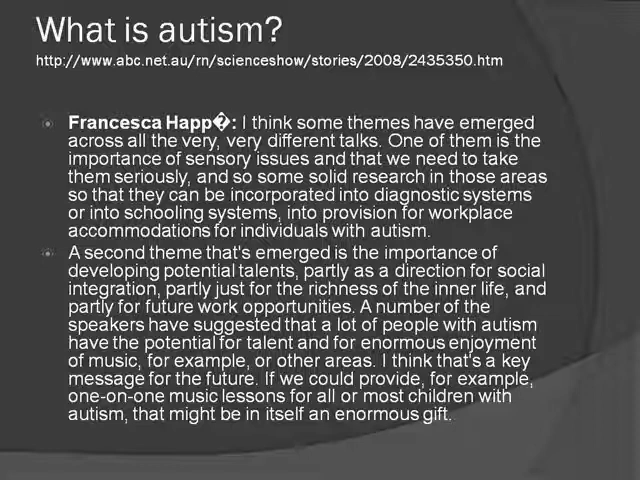 What is autism?
http://www.abc.net.au/rn/scienceshow/stories/2008/2435350.htm
Francesca Happ�: I think some themes have emerged
across all the very, very different talks. One of them is the
importance of sensory issues and that we need to take
them seriously, and so some solid research in those areas
so that they can be incorporated into diagnostic systems
or into schooling systems, into provision for workplace
accommodations for individuals with autism.
A second theme that's emerged is the importance of
developing potential talents, partly as a direction for social
integration, partly just for the richness of the inner life, and
partly for future work opportunities. A number of the
speakers have suggested that a lot of people with autism
have the potential for talent and for enormous enjoyment
of music, for example, or other areas. I think that's a key
message for the future. If we could provide, for example,
one-on-one music lessons for all or most children with
autism, that might be in itself an enormous gift.